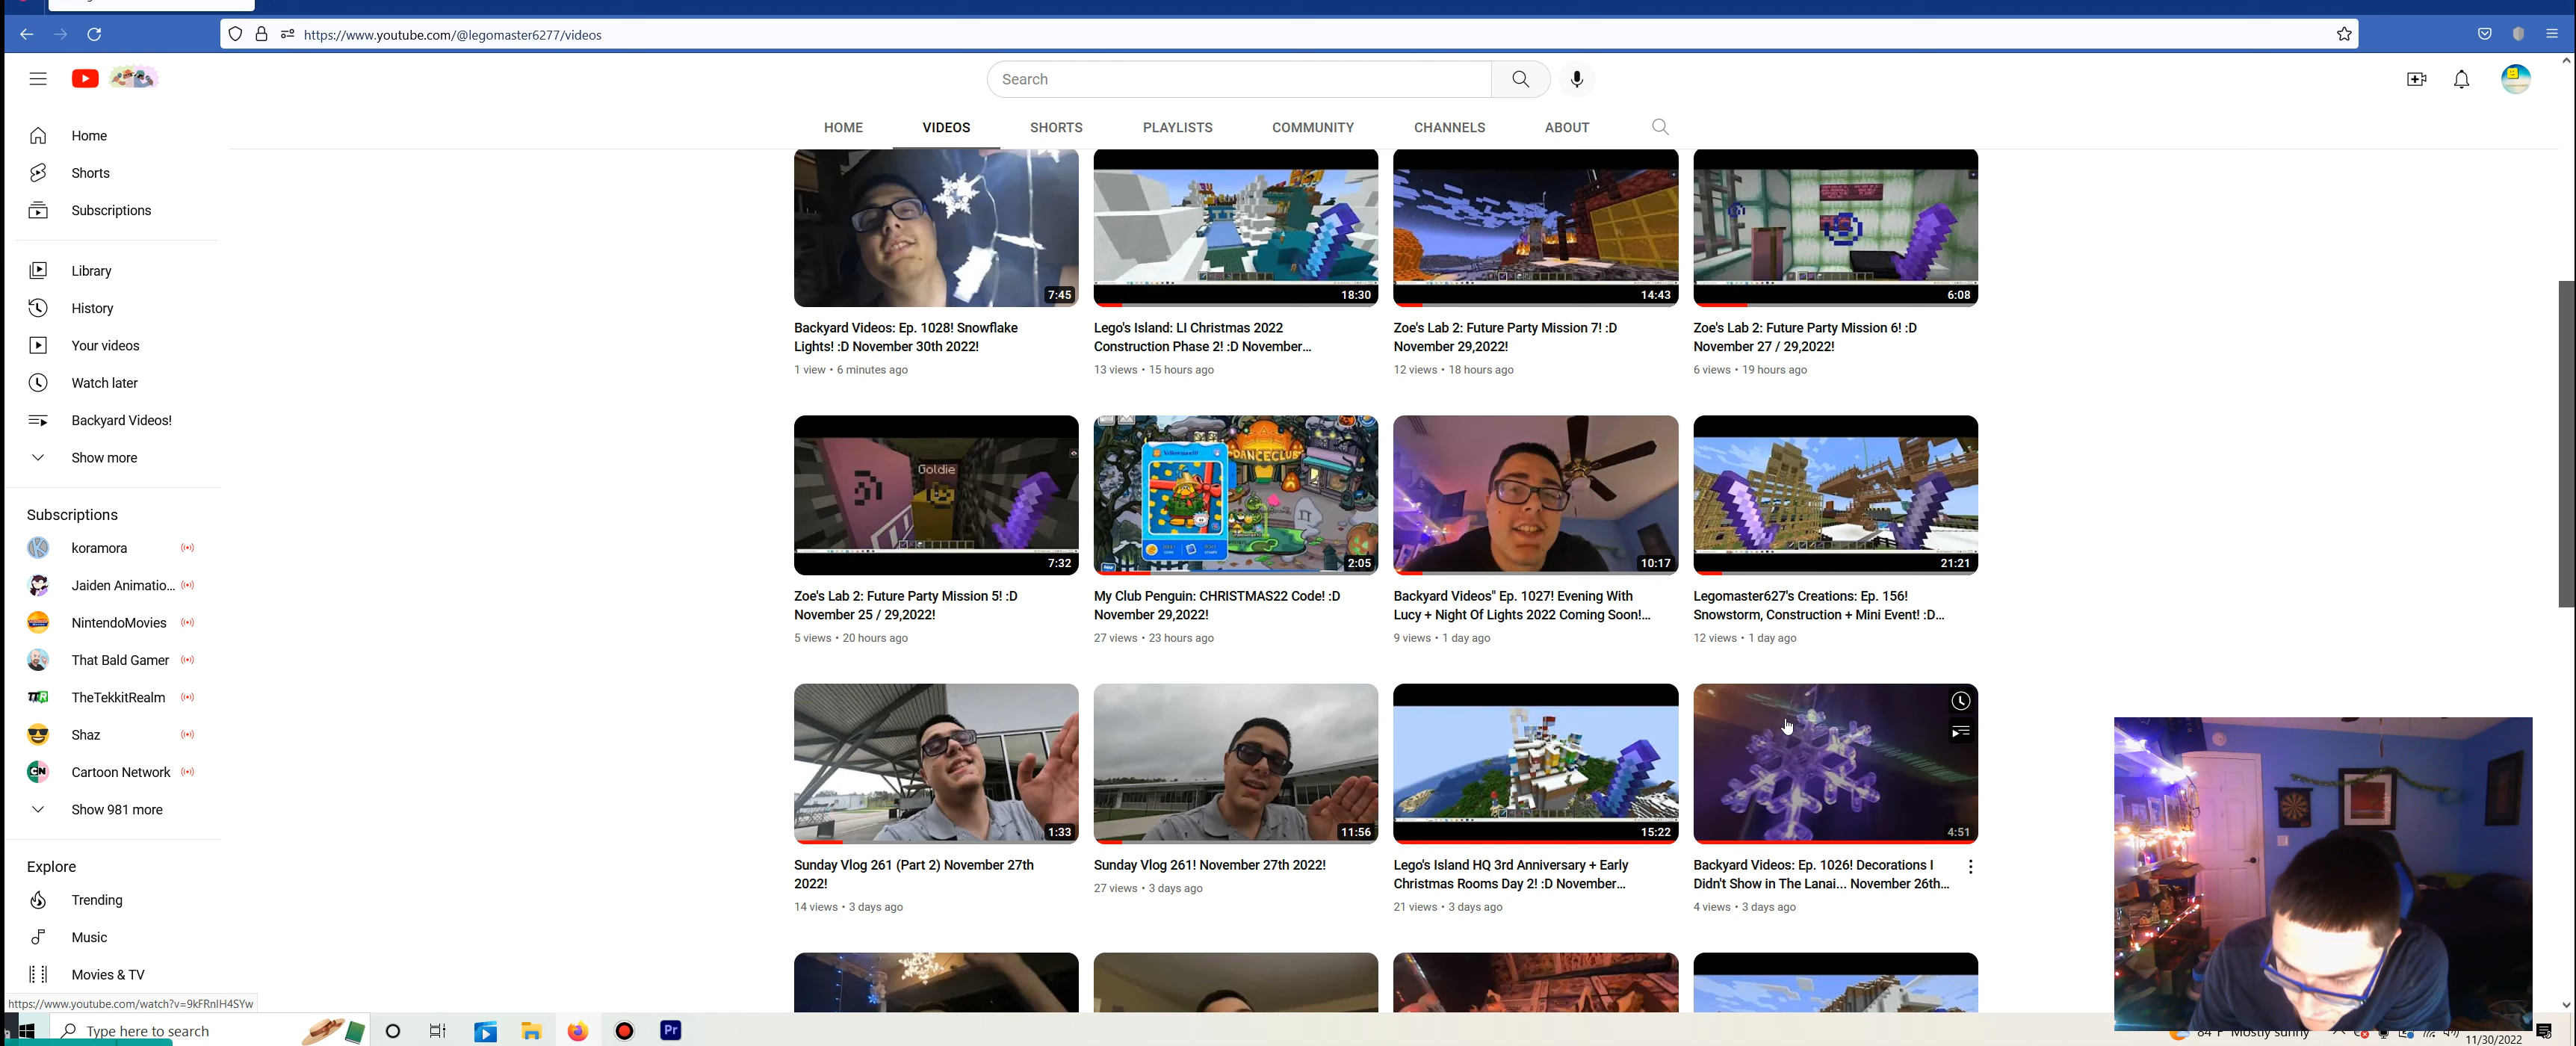 https://www.youtube.com/@legomaster6277/videos
Search
HOME
VIDEOS
SHORTS
PLAYLISTS
COMMUNITY
CHANNELS
ABOUT
Home
Shorts
Subscriptions
Library
History
Your videos
Watch later
Backyard Videos!
Show more
Subscriptions
koramora
Jaiden Animatio...
NintendoMovies
That Bald Gamer
TheTekkitRealm
Shaz
Cartoon Network
Show 981 more
Explore
Trending
Music
Movies & TV
7:45
Backyard Videos: Ep. 1028! Snowflake
Lights! :D November 30th 2022!
1 view • 6 minutes ago
18:30
Lego's Island: LI Christmas 2022
Construction Phase 2! :D November...
13 views • 15 hours ago
14:43
Zoe's Lab 2: Future Party Mission 7! :D
November 29,2022!
12 views • 18 hours ago
6:08
Zoe's Lab 2: Future Party Mission 6! :D
November 27 / 29,2022!
6 views • 19 hours ago
Goldie
7:32
Zoe's Lab 2: Future Party Mission 5! :D
November 25 / 29,2022!
5 views • 20 hours ago
DANCECLUB
2:05
My Club Penguin: CHRISTMAS22 Code! :D
November 29,2022!
27 views • 23 hours ago
10:17
Backyard Videos" Ep. 1027! Evening With
Lucy + Night Of Lights 2022 Coming Soon!...
9 views • 1 day ago
21:21
Legomaster627's Creations: Ep. 156!
Snowstorm, Construction + Mini Event! :D...
12 views • 1 day ago
1:33
Sunday Vlog 261 (Part 2) November 27th
2022!
14 views • 3 days ago
11:56
Sunday Vlog 261! November 27th 2022!
27 views • 3 days ago
15:22
Lego's Island HQ 3rd Anniversary + Early
Christmas Rooms Day 2! :D November...
21 views • 3 days ago
4:51
Backyard Videos: Ep. 1026! Decorations I
Didn't Show in The Lanai... November 26th...
4 views • 3 days ago
https://www.youtube.com/watch?v=9kFRnIH4SYw
Type here to search
Pr
84°F Mostly sunny
11/30/2022